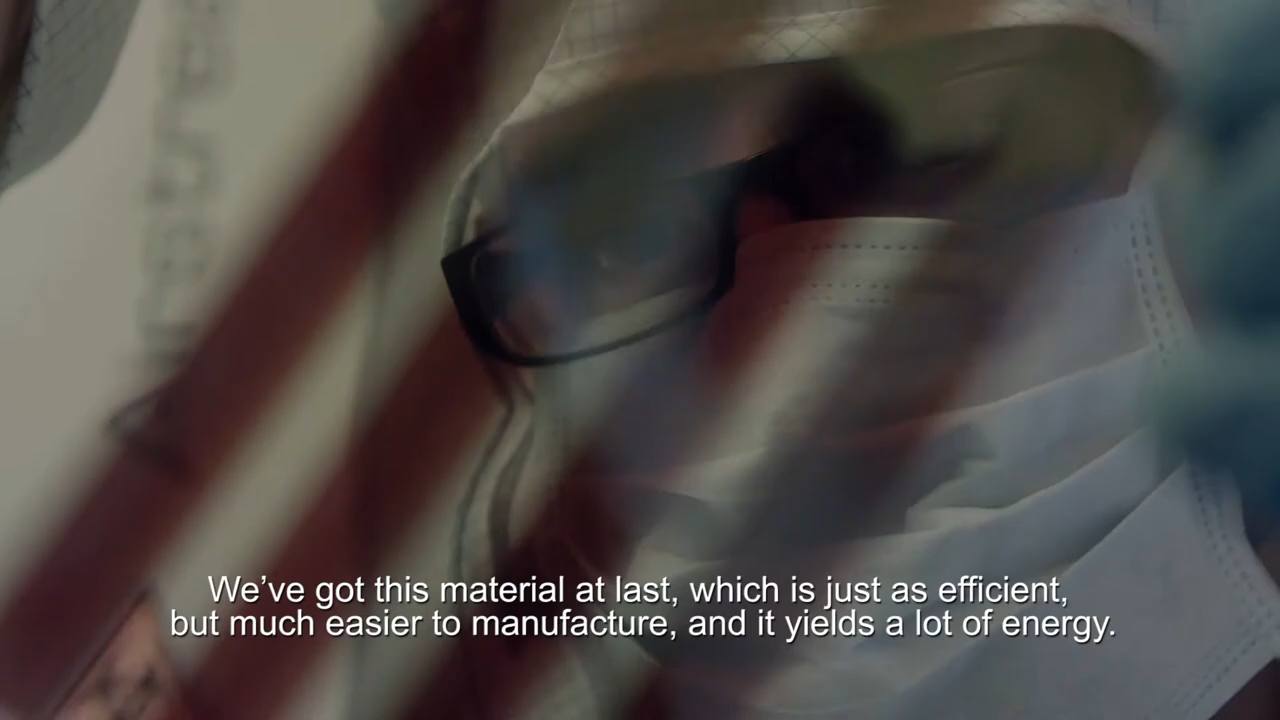 We've got this material at last, which is just as efficient,
but much easier to manufacture, and it yields a lot of energy.